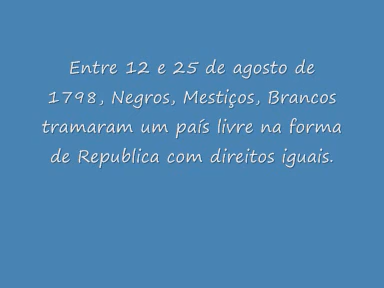 Entre 12 e 25 de agosto de
1798, Negros, Mestiços, Brancos
tramaram um país livre na forma
de Republica com direitos iguais.